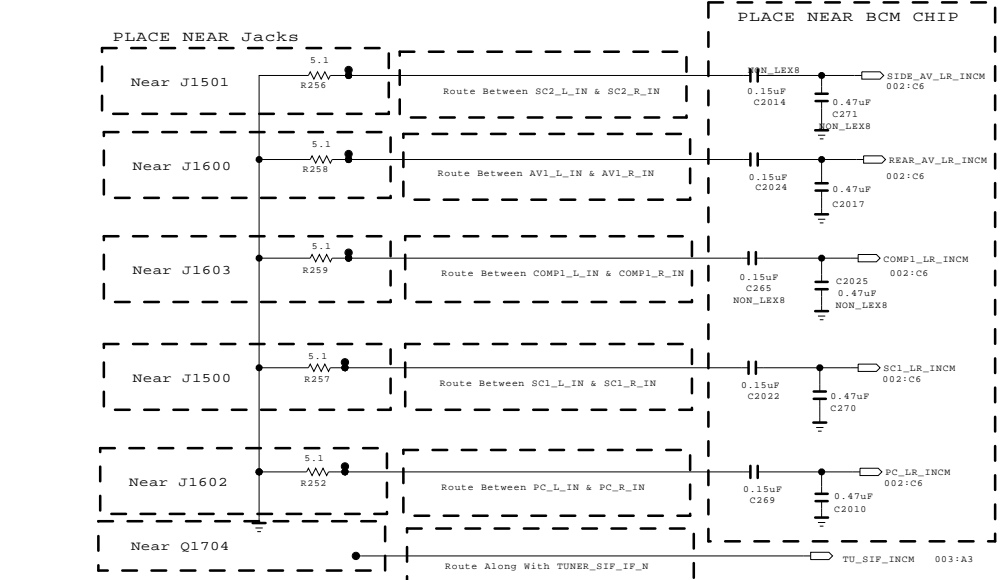 PLACE NEAR BCM CHIP
PLACE NEAR Jacks
Near J1501
5.1
R256
Route Between SC2_L_IN & SC2_R_IN
NON_LEX8
0.15uF
C2014
0.47uF
C271
NON_LEX8
SIDE_AV_LR_INCM
002:C6
Near J1600
5.1
R258
Route Between AV1_L_IN & AV1_R_IN
0.15uF
C2024
0.47uF
C2017
REAR_AV_LR_INCM
002:C6
Near J1603
5.1
R259
Route Between COMP1_L_IN & COMP1_R_IN
0.15uF
C265
NON_LEX8
C2025
0.47uF
NON_LEX8
COMP1_LR_INCM
002:C6
Near J1500
5.1
R257
Route Between SC1_L_IN & SC1_R_IN
0.15uF
C2022
0.47uF
C270
SC1_LR_INCM
002:C6
Near J1602
5.1
R252
Route Between PC_L_IN & PC_R_IN
0.15uF
C269
0.47uF
C2010
PC_LR_INCM
002:C6
Near Q1704
Route Along With TUNER_SIF_IF_N
TU_SIF_INCM 003:A3